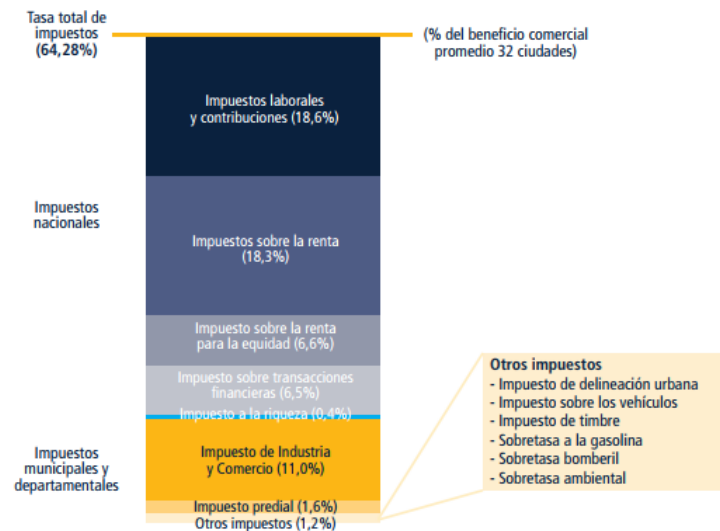 Tasa total de
impuestos
(64,28%)
(% del beneficio comercial
promedio 32 ciudades)
Impuestos laborales
y contribuciones (18,6%)
Impuestos
nacionales
Impuestos sobre la renta
(18,3%)
Impuesto sobre la renta
para la equidad (6,6%)
Impuesto sobre transacciones
financieras (6,5%)
Impuesto a la riqueza (0,4%)
Impuestos
municipales y
departamentales
Impuesto de Industria
y Comercio (11,0%)
Impuesto predial (1,6%)
Otros impuestos (1,2%)
Otros impuestos
- Impuesto de delineación urbana
- Impuesto sobre los vehículos
- Impuesto de timbre
- Sobretasa a la gasolina
- Sobretasa bomberil
- Sobretasa ambiental